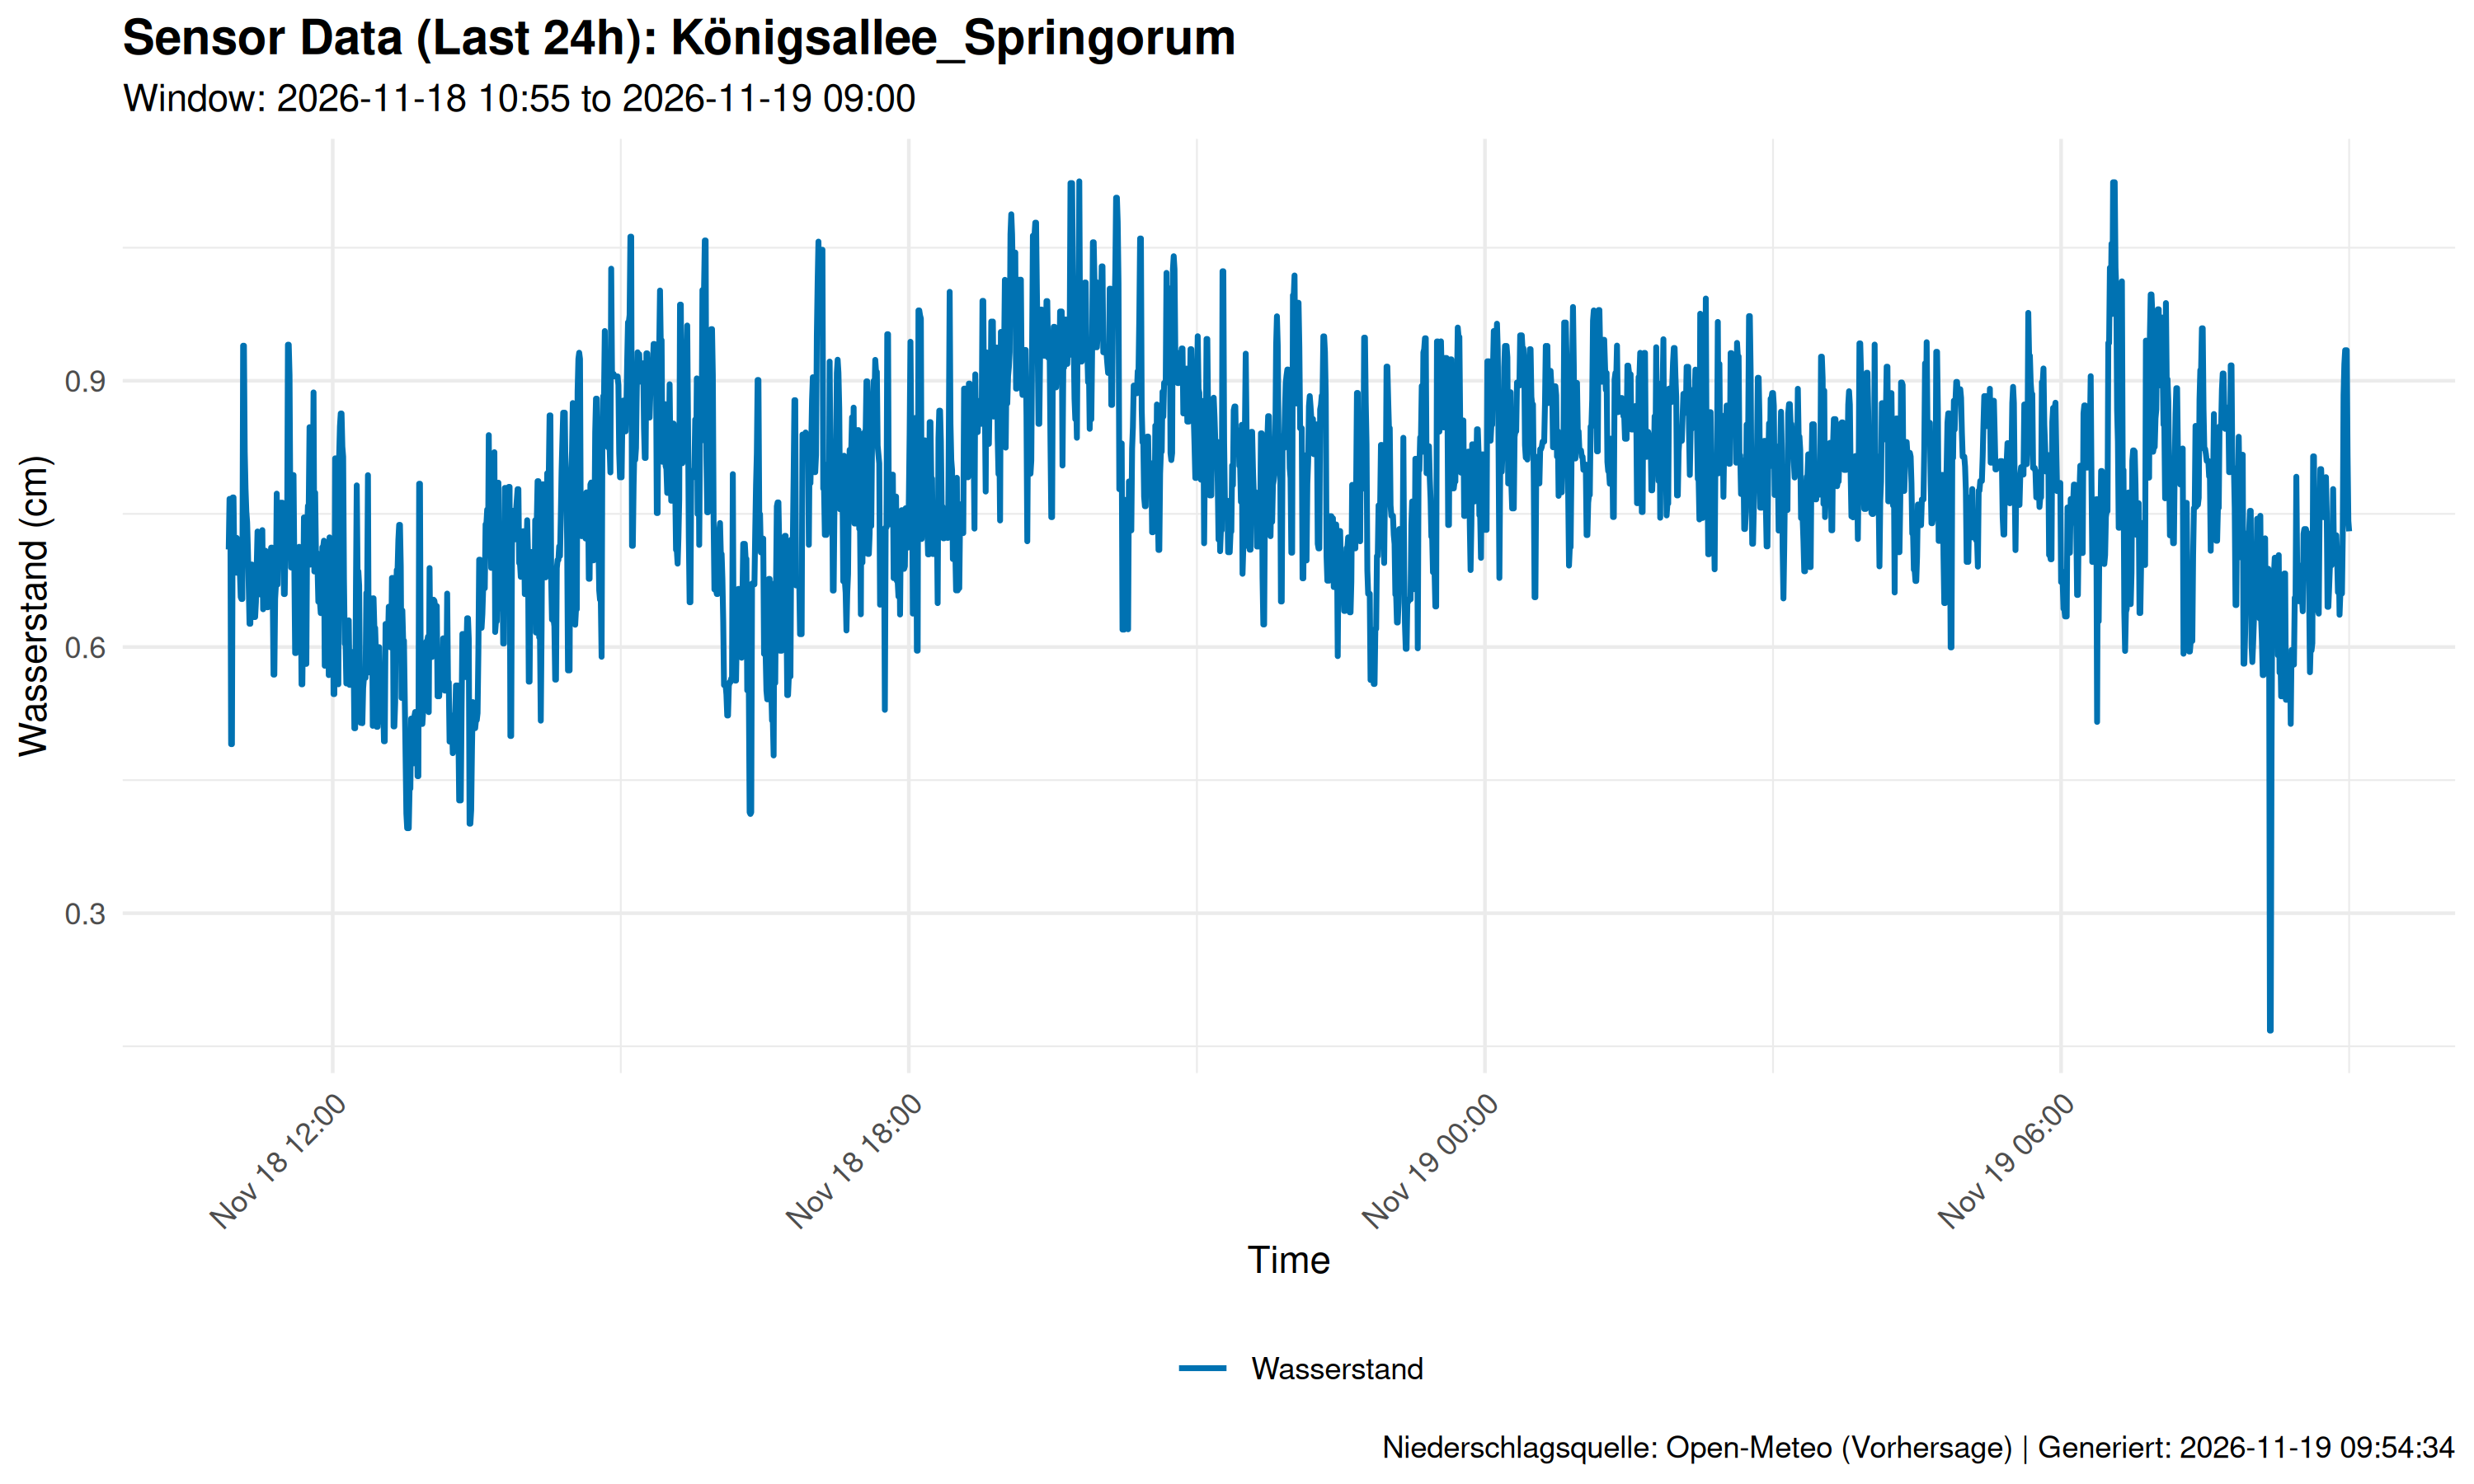 Sensor Data (Last 24h): Königsallee_Springorum
Window: 2026-11-18 10:55 to 2026-11-19 09:00
Wasserstand (cm)
0.9
0.6
0.3
Nov 18 12:00
Nov 18 18:00
Nov 19 00:00
Nov 19 06:00
Time
Wasserstand
Niederschlagsquelle: Open-Meteo (Vorhersage) | Generiert: 2026-11-19 09:54:34